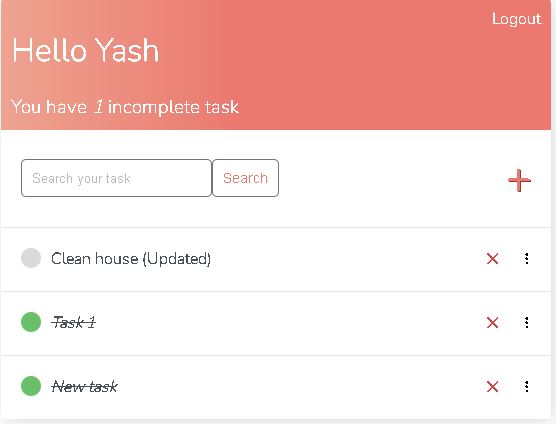 Logout
Hello Yash
You have 1 incomplete task
Search your task
Search
Clean house (Updated)
Task 1
New task